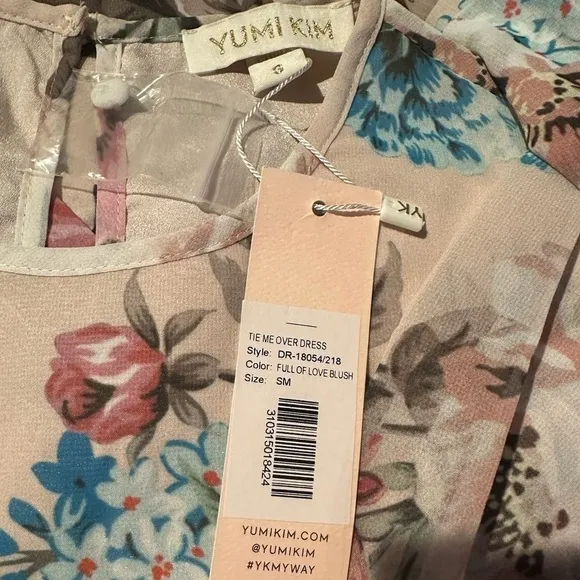 YUMI KIM
S
YK
TIE ME OVER DRESS
Style: DR-18054/218
Color: FULL OF LOVE BLUSH
Size: SM
310315018424
YUMIKIM.COM
@YUMIKIM
#YKMYWAY